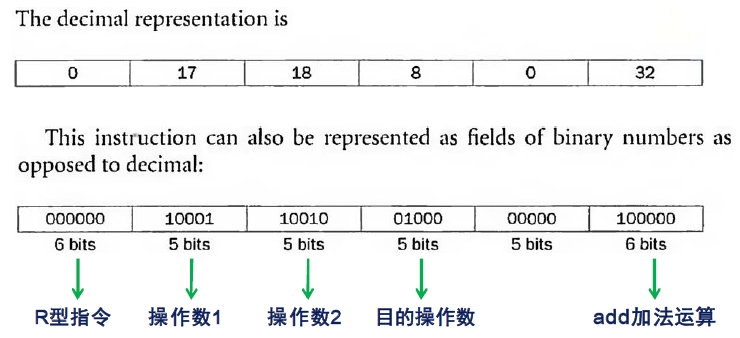 The decimal representation is
0 17 18 8 0 32
This instruction can also be represented as fields of binary numbers as
opposed to decimal:
000000 10001 10010 01000 00000 100000
6 bits 5 bits 5 bits 5 bits 5 bits 6 bits
R型指令 操作数1 操作数2 目的操作数 add加法运算